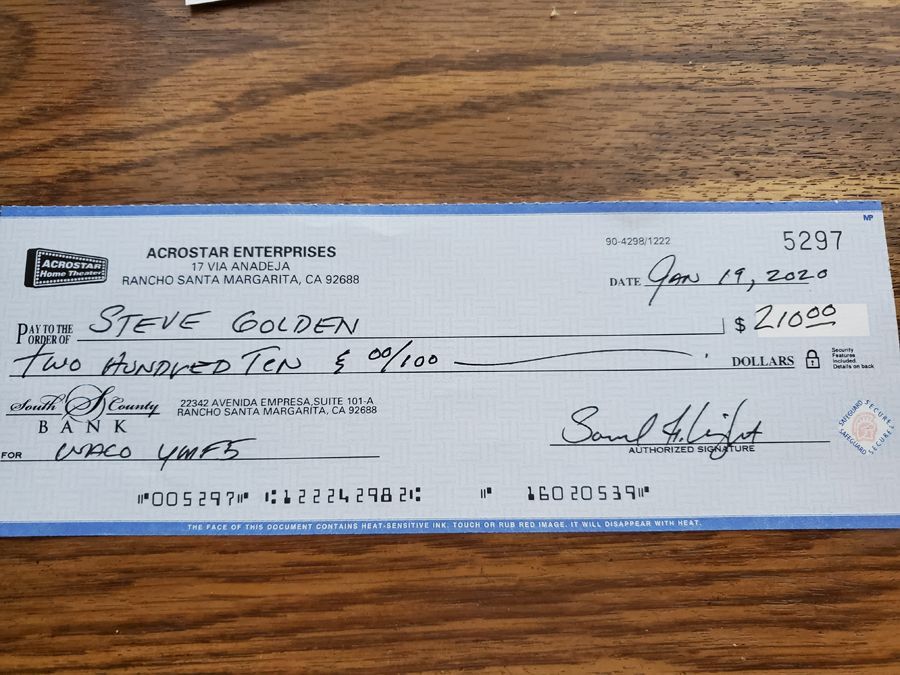 MP
ACROSTAR
Home Theater
ACROSTAR ENTERPRISES
17 VIA ANADEJA
RANCHO SANTA MARGARITA, CA 92688
90-4298/1222
5297
DATE JAN 19, 2020
PAY TO THE ORDER OF STEVE GOLDEN $ 210 00
TWO HUNDRED TEN & 00/100 DOLLARS
Security Features Included. Details on back
South County
BANK
22342 AVENIDA EMPRESA, SUITE 101-A
RANCHO SANTA MARGARITA, CA 92688
SAFEGUARD SECURE
SAFEGUARD SECURE
AUTHORIZED SIGNATURE
FOR WACO YMF5
⑈005297⑈ ⑆122242982⑆ ⑈16020539⑈
THE FACE OF THIS DOCUMENT CONTAINS HEAT-SENSITIVE INK. TOUCH OR RUB RED IMAGE. IT WILL DISAPPEAR WITH HEAT.